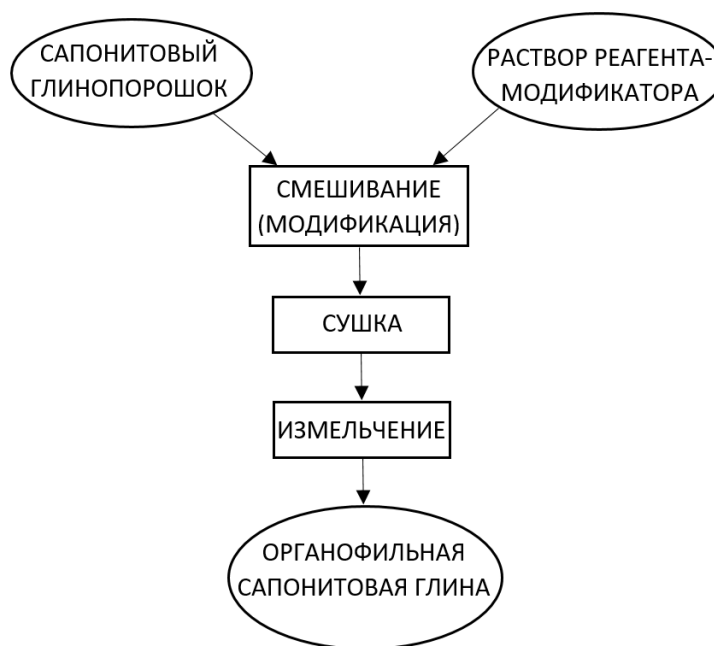 САПОНИТОВЫЙ
ГЛИНОПОРОШОК
РАСТВОР РЕАГЕНТА-
МОДИФИКАТОРА
СМЕШИВАНИЕ
(МОДИФИКАЦИЯ)
СУШКА
ИЗМЕЛЬЧЕНИЕ
ОРГАНОФИЛЬНАЯ
САПОНИТОВАЯ ГЛИНА